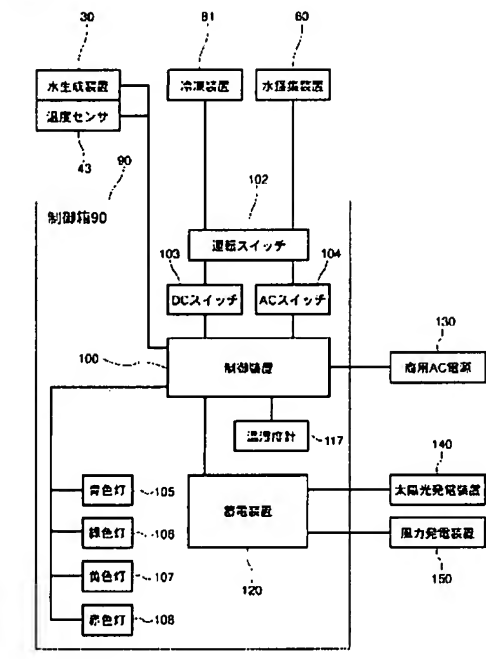 30
81
60
水生成装置
冷凍装置
水採集装置
温度センサ
43
90
制御箱90
102
運転スイッチ
103
104
DCスイッチ
ACスイッチ
130
100
制御装置
商用AC電源
温湿度計
117
140
青色灯
105
蓄電装置
太陽光発電装置
緑色灯
106
風力発電装置
黄色灯
107
120
150
赤色灯
108